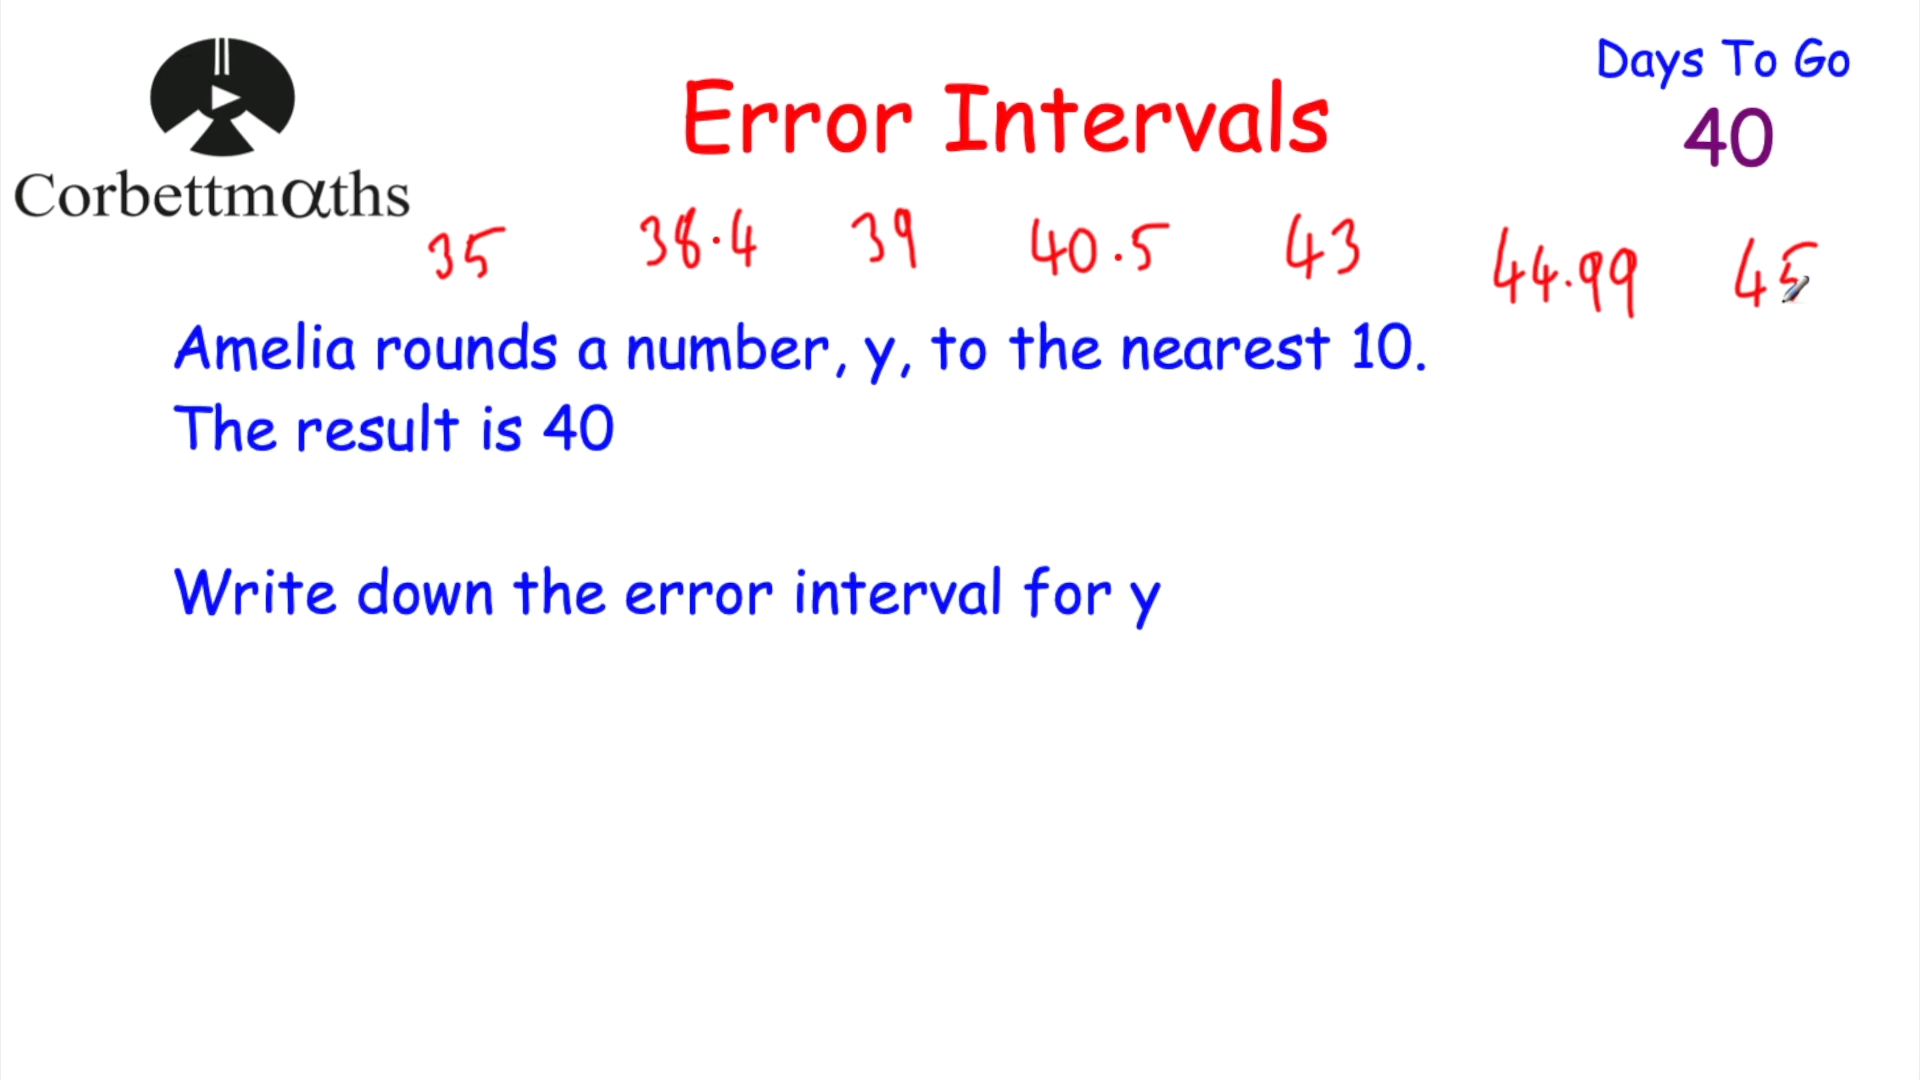 Days To Go
40
Error Intervals
Corbettmαths
35 38.4 39 40.5 43 44.99 45
Amelia rounds a number, y, to the nearest 10.
The result is 40
Write down the error interval for y